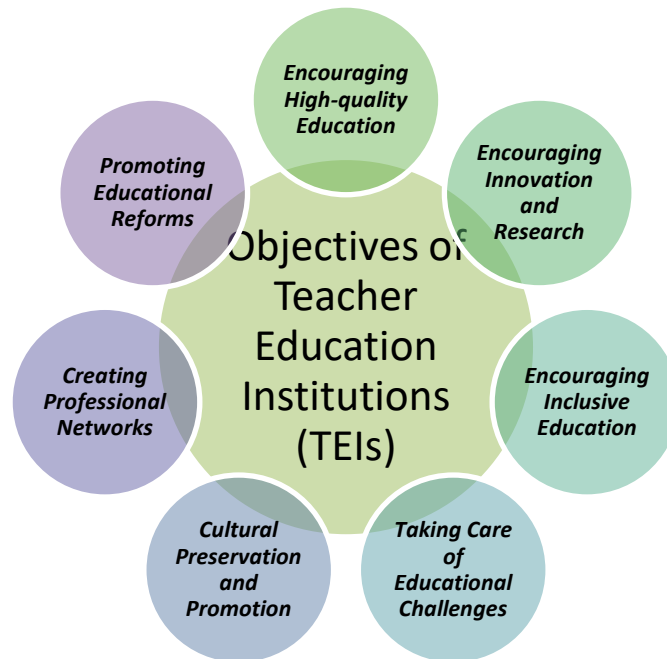 Encouraging
High-quality
Education
Encouraging
Innovation
and
Research
Encouraging
Inclusive
Education
Taking Care
of
Educational
Challenges
Cultural
Preservation
and
Promotion
Creating
Professional
Networks
Promoting
Educational
Reforms
Objectives of
Teacher
Education
Institutions
(TEIs)